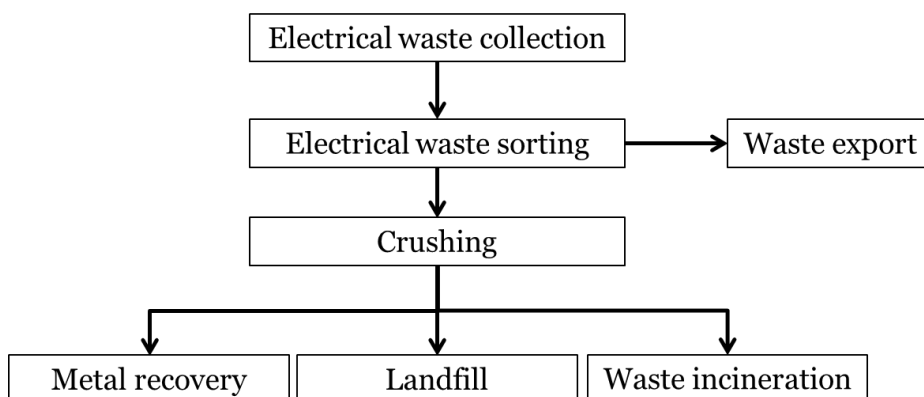 Electrical waste collection
Electrical waste sorting
Waste export
Crushing
Metal recovery
Landfill
Waste incineration